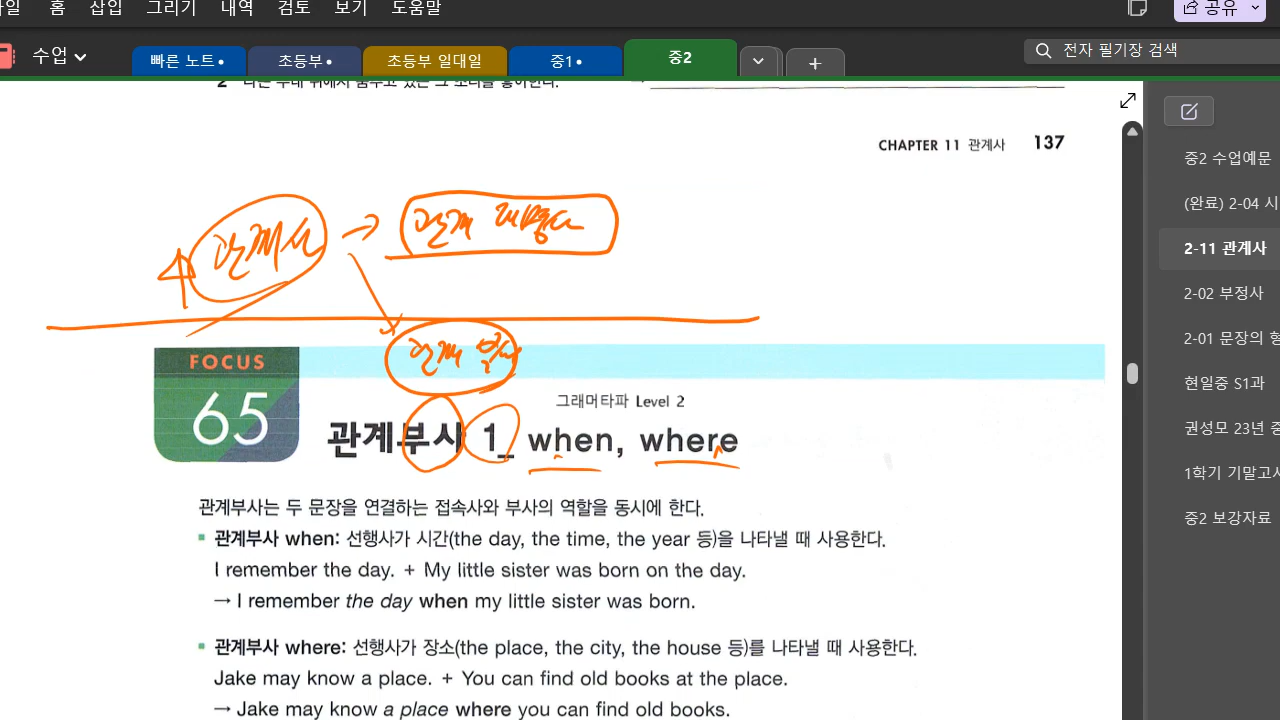 파일 홈 삽입 그리기 내역 검토 보기 도움말 공유
수업 빠른 노트 초등부 초등부 일대일 중1 중2 + 전자 필기장 검색
CHAPTER 11 관계사 137
관계사 → 관계 대명사
관계 부사
FOCUS
65
그래머타파 Level 2
관계부사 1_ when, where
관계부사는 두 문장을 연결하는 접속사와 부사의 역할을 동시에 한다.
관계부사 when: 선행사가 시간(the day, the time, the year 등)을 나타낼 때 사용한다.
I remember the day. + My little sister was born on the day.
→ I remember the day when my little sister was born.
관계부사 where: 선행사가 장소(the place, the city, the house 등)를 나타낼 때 사용한다.
Jake may know a place. + You can find old books at the place.
→ Jake may know a place where you can find old books.
중2 수업예문
(완료) 2-04 시
2-11 관계사
2-02 부정사
2-01 문장의 형
현일중 S1과
권성모 23년 중
1학기 기말고사
중2 보강자료